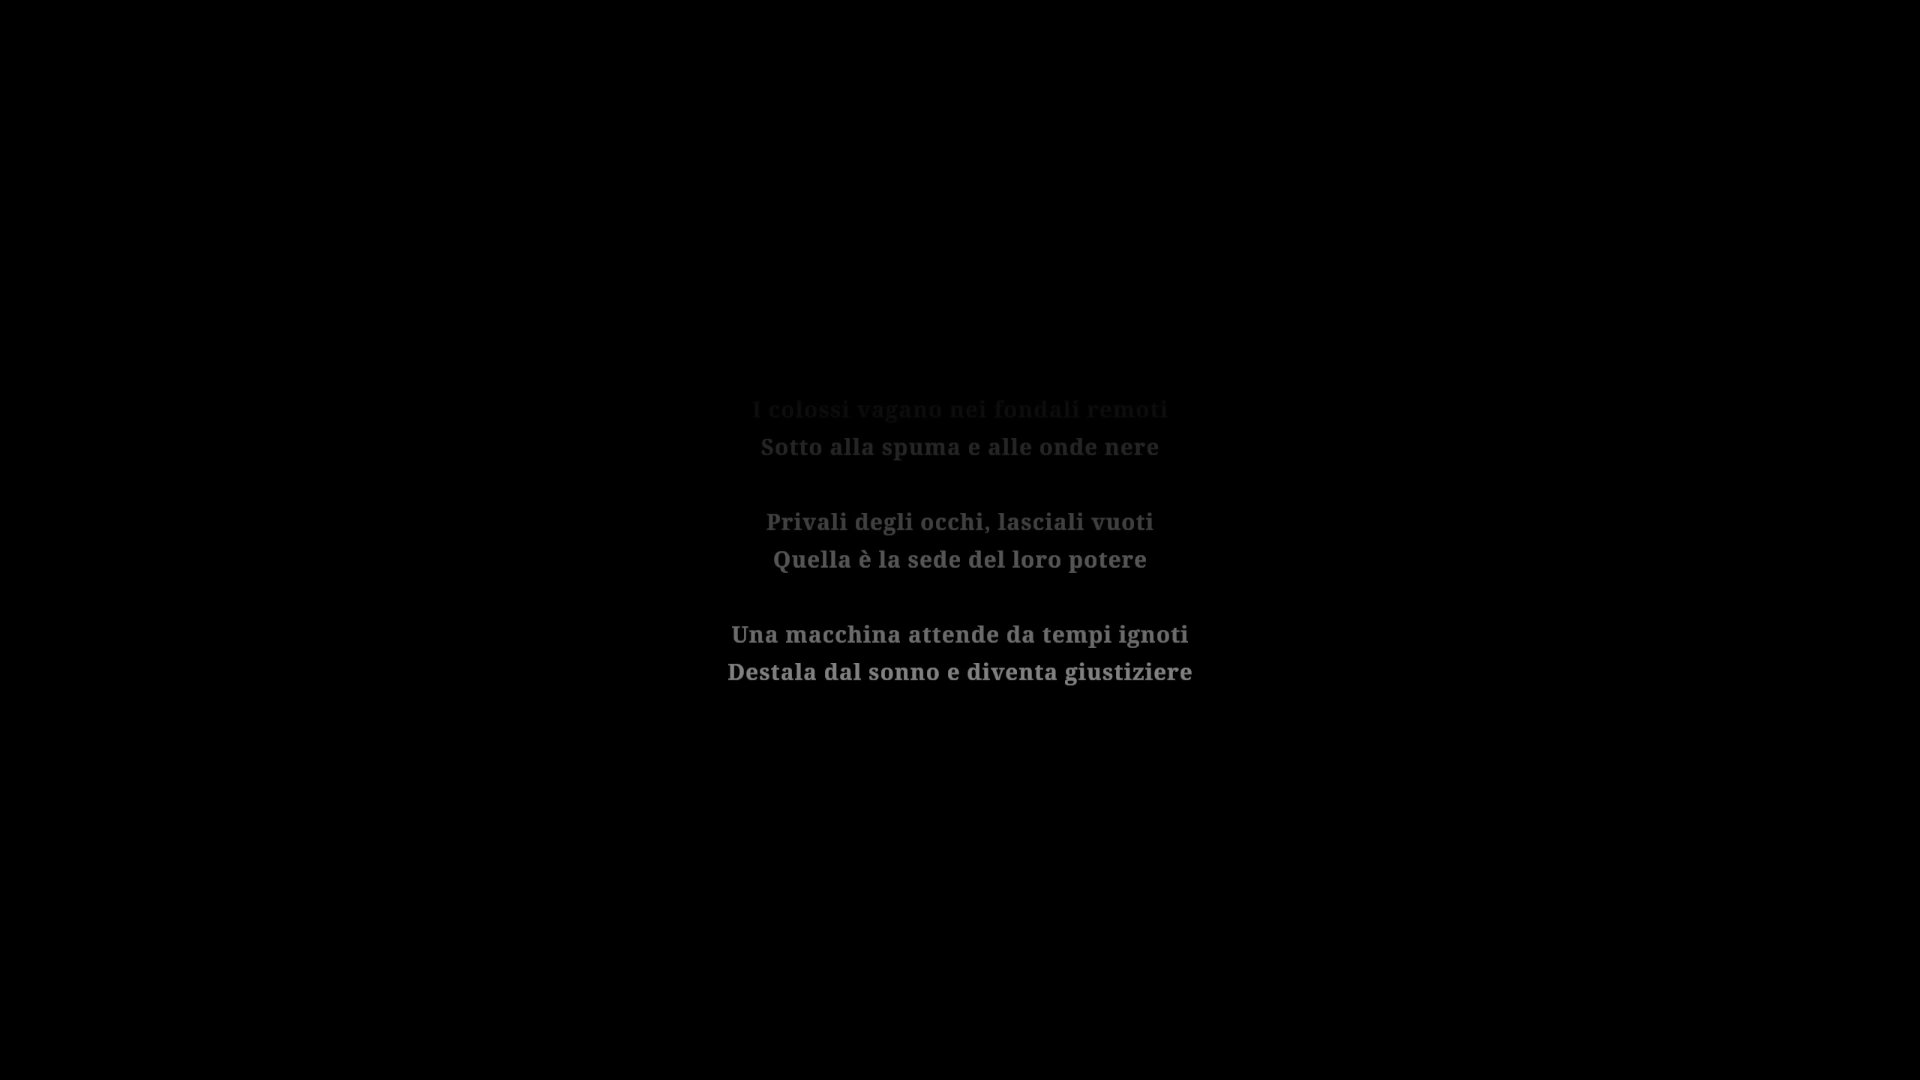 I colossi vagano nei fondali remoti
Sotto alla spuma e alle onde nere
Privali degli occhi, lasciali vuoti
Quella è la sede del loro potere
Una macchina attende da tempi ignoti
Destala dal sonno e diventa giustiziere